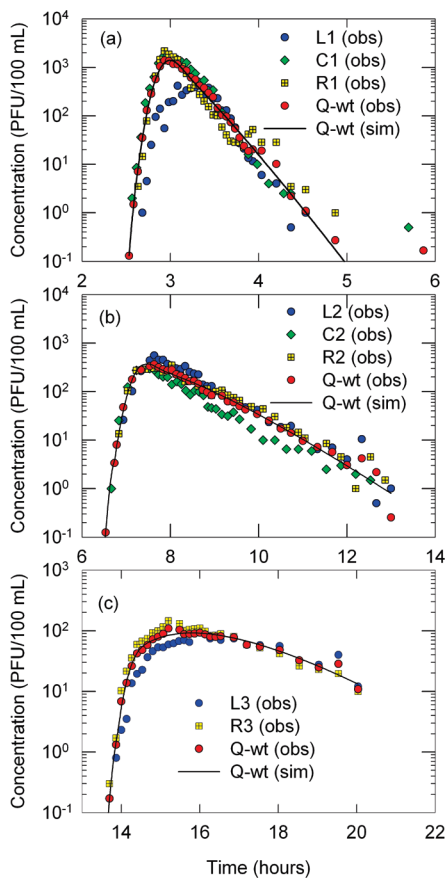 (a)
L1 (obs)
C1 (obs)
R1 (obs)
Q-wt (obs)
Q-wt (sim)
Concentration (PFU/100 mL)
10⁴
10³
10²
10¹
10⁰
10⁻¹
2 3 4 5 6
(b)
L2 (obs)
C2 (obs)
R2 (obs)
Q-wt (obs)
Q-wt (sim)
Concentration (PFU/100 mL)
10⁴
10³
10²
10¹
10⁰
10⁻¹
6 8 10 12 14
(c)
L3 (obs)
R3 (obs)
Q-wt (obs)
Q-wt (sim)
Concentration (PFU/100 mL)
10³
10²
10¹
10⁰
10⁻¹
14 16 18 20 22
Time (hours)